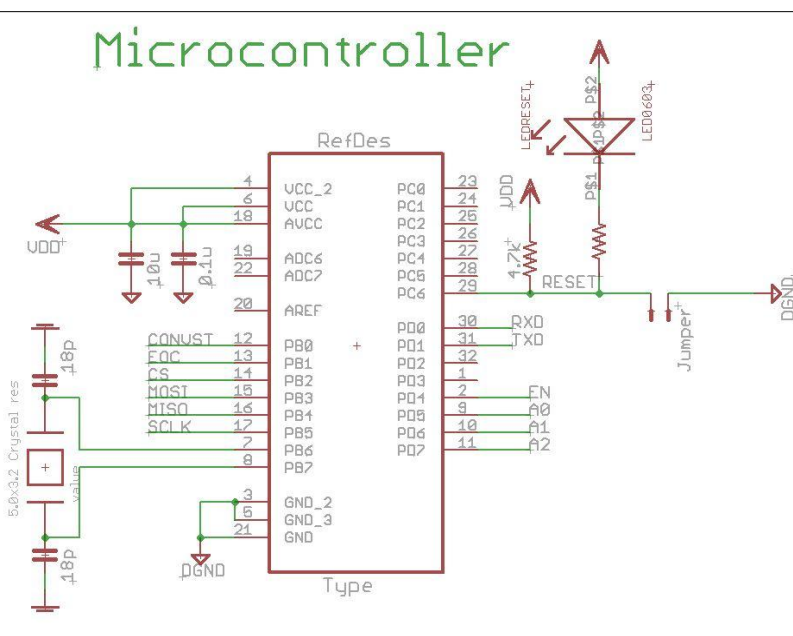 Microcontroller
RefDes
LEDRESET
P$2
P$1
LED0603
4 VCC_2 PC0 23
6 VCC PC1 24
18 AVCC PC2 25
PC3 26
19 ADC6 PC4 27
22 ADC7 PC5 28
PC6 29
20 AREF
VDD
10u
0.1u
VDD
4.7k
RESET
DGND
Jumper
PD0 30 RXD
CONVST 12 PB0 PD1 31 TXD
EOC 13 PB1 PD2 32
CS 14 PB2 PD3 1
MOSI 15 PB3 PD4 2 EN
MISO 16 PB4 PD5 9 A0
SCLK 17 PB5 PD6 10 A1
7 PB6 PD7 11 A2
8 PB7
3 GND_2
5 GND_3
21 GND
18p
5.0x3.2 Crystal res
value
18p
DGND
Type